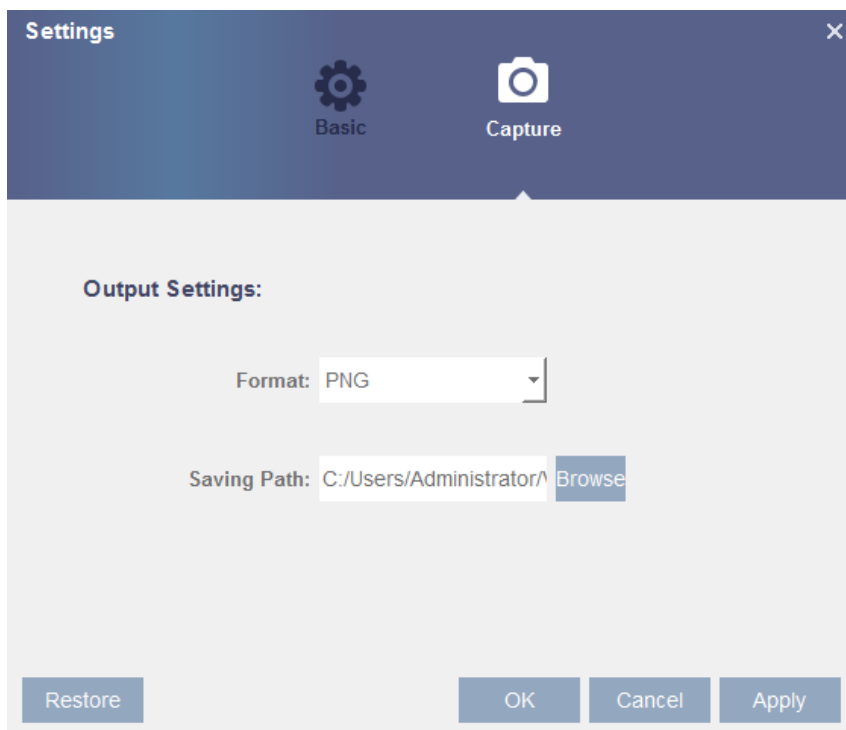 Settings
Basic
Capture
Output Settings:
Format: PNG
Saving Path: C:/Users/Administrator/ Browse
Restore OK Cancel Apply